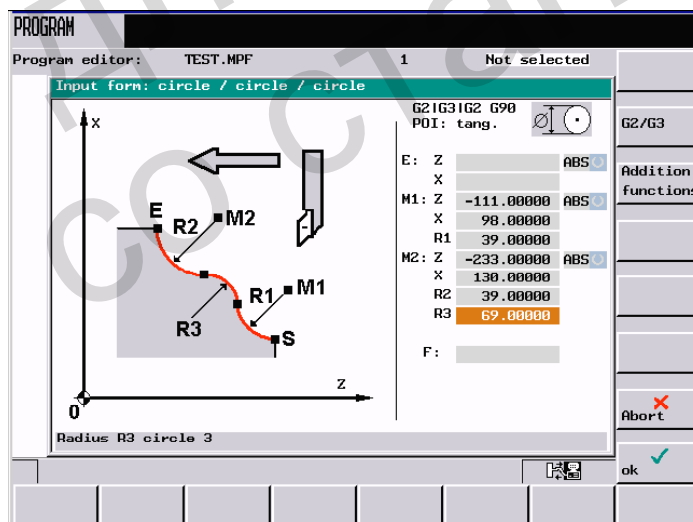 PROGRAM
Program editor: TEST.MPF 1 Not selected
Input form: circle / circle / circle
G2|G3|G2 G90
POI: tang.
G2/G3
Addition
functions
E: Z ABS
X
M1: Z -111.00000 ABS
X 98.00000
R1 39.00000
M2: Z -233.00000 ABS
X 130.00000
R2 39.00000
R3 69.00000
F:
X
E
R2
M2
R1
M1
R3
S
Z
0
Radius R3 circle 3
Abort
ok
со ста